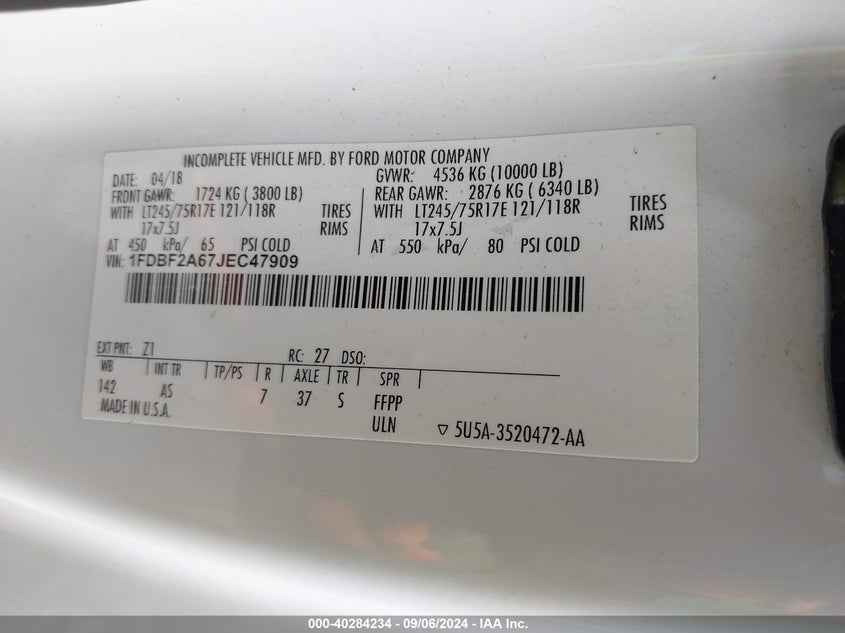 INCOMPLETE VEHICLE MFD. BY FORD MOTOR COMPANY
DATE: 04/18 GVWR: 4536 KG (10000 LB)
FRONT GAWR: 1724 KG ( 3800 LB) REAR GAWR: 2876 KG ( 6340 LB)
WITH LT245/75R17E 121/118R TIRES WITH LT245/75R17E 121/118R TIRES
17x7.5J RIMS 17x7.5J RIMS
AT 450 kPa/ 65 PSI COLD AT 550 kPa/ 80 PSI COLD
VIN: 1FDBF2A67JEC47909
EXT PNT: Z1 RC: 27 DSO:
WB INT TR TP/PS R AXLE TR SPR
142 AS 7 37 S FFPP
MADE IN U.S.A. ULN ▽ 5U5A-3520472-AA
000-40284234 - 09/06/2024 - IAA Inc.